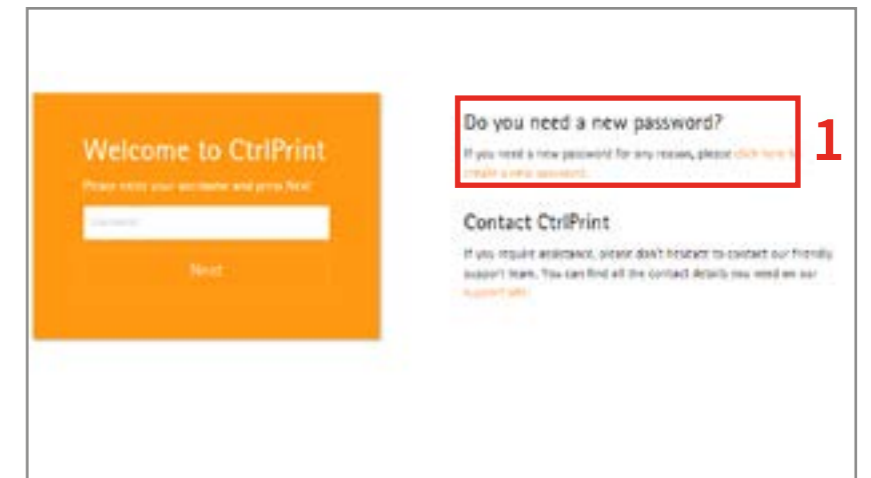 Welcome to CtrlPrint
Please enter your username and press Next
Username
Next
Do you need a new password?
If you need a new password for any reason, please click here to
create a new password.
1
Contact CtrlPrint
If you require assistance, please don't hesitate to contact our friendly
support team. You can find all the contact details you need on our
support site.